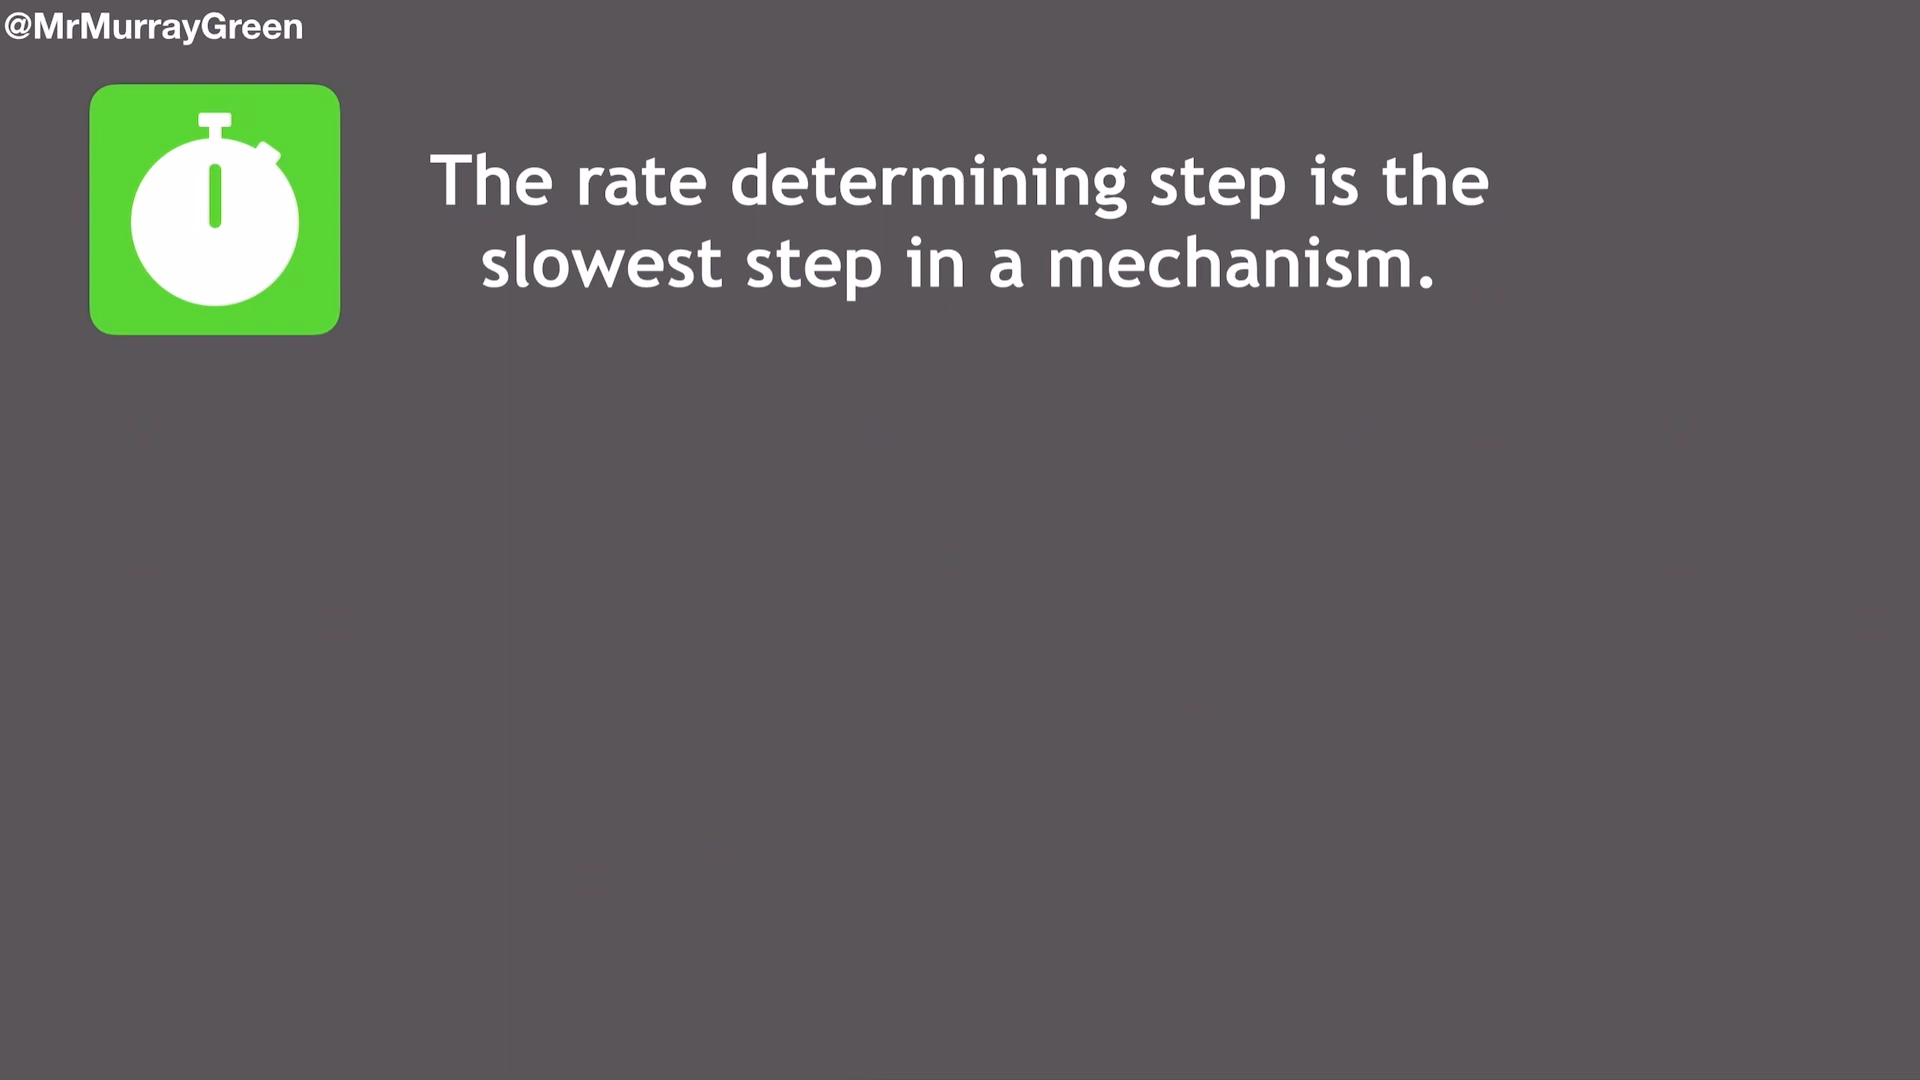 @MrMurrayGreen
The rate determining step is the
slowest step in a mechanism.